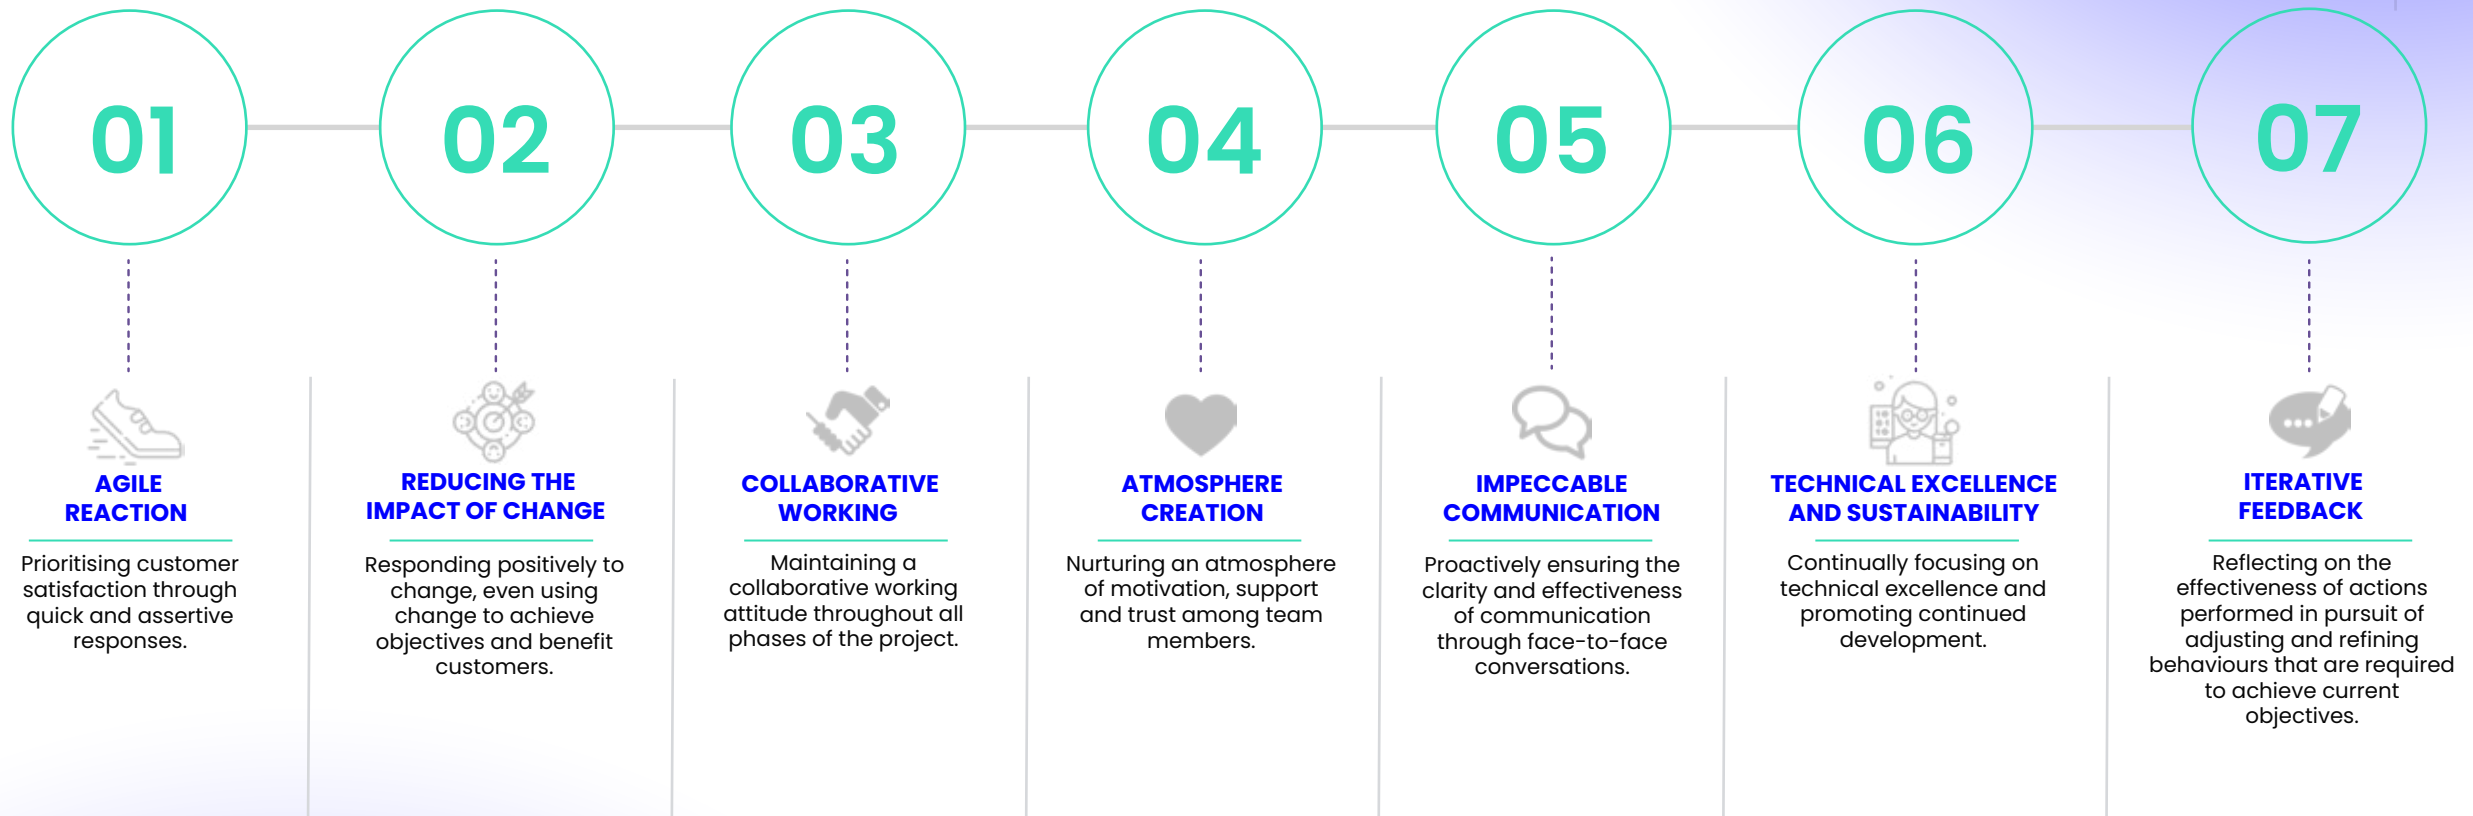 01
02
03
04
05
06
07
AGILE
REACTION
Prioritising customer
satisfaction through
quick and assertive
responses.
REDUCING THE
IMPACT OF CHANGE
Responding positively to
change, even using
change to achieve
objectives and benefit
customers.
COLLABORATIVE
WORKING
Maintaining a
collaborative working
attitude throughout all
phases of the project.
ATMOSPHERE
CREATION
Nurturing an atmosphere
of motivation, support
and trust among team
members.
IMPECCABLE
COMMUNICATION
Proactively ensuring the
clarity and effectiveness
of communication
through face-to-face
conversations.
TECHNICAL EXCELLENCE
AND SUSTAINABILITY
Continually focusing on
technical excellence and
promoting continued
development.
ITERATIVE
FEEDBACK
Reflecting on the
effectiveness of actions
performed in pursuit of
adjusting and refining
behaviours that are required
to achieve current
objectives.